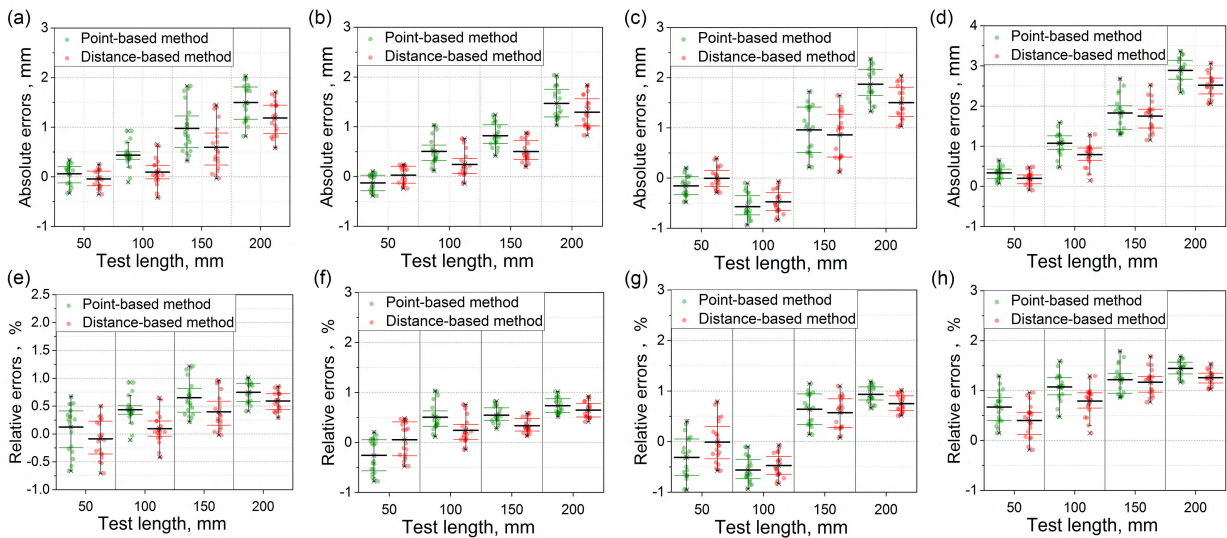 (a)
3
2
1
0
-1
Absolute errors , mm
Point-based method
Distance-based method
50 100 150 200
Test length, mm
(b)
3
2
1
0
-1
Absolute errors , mm
Point-based method
Distance-based method
50 100 150 200
Test length, mm
(c)
3
2
1
0
-1
Absolute errors , mm
Point-based method
Distance-based method
50 100 150 200
Test length, mm
(d)
4
3
2
1
0
-1
Absolute errors , mm
Point-based method
Distance-based method
50 100 150 200
Test length, mm
(e)
2.5
2.0
1.5
1.0
0.5
0.0
-0.5
-1.0
Relative errors , %
Point-based method
Distance-based method
50 100 150 200
Test length, mm
(f)
3
2
1
0
-1
Relative errors , %
Point-based method
Distance-based method
50 100 150 200
Test length, mm
(g)
3
2
1
0
-1
Relative errors , %
Point-based method
Distance-based method
50 100 150 200
Test length, mm
(h)
3
2
1
0
-1
Relative errors , %
Point-based method
Distance-based method
50 100 150 200
Test length, mm